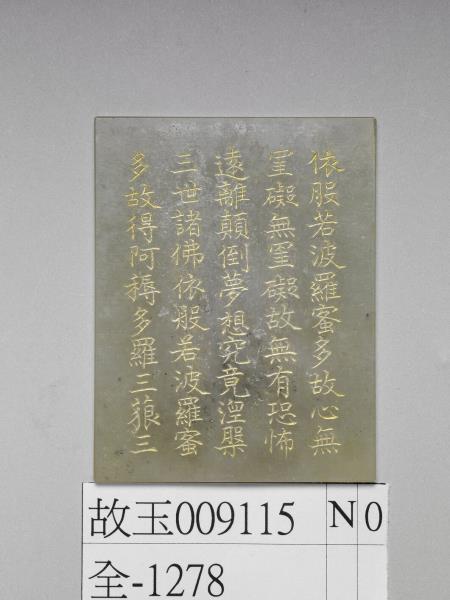 依般若波羅蜜多故心無
罣礙無罣礙故無有恐怖
遠離顛倒夢想究竟涅槃
三世諸佛依般若波羅蜜
多故得阿耨多羅三藐三
故玉009115 N0
全-1278